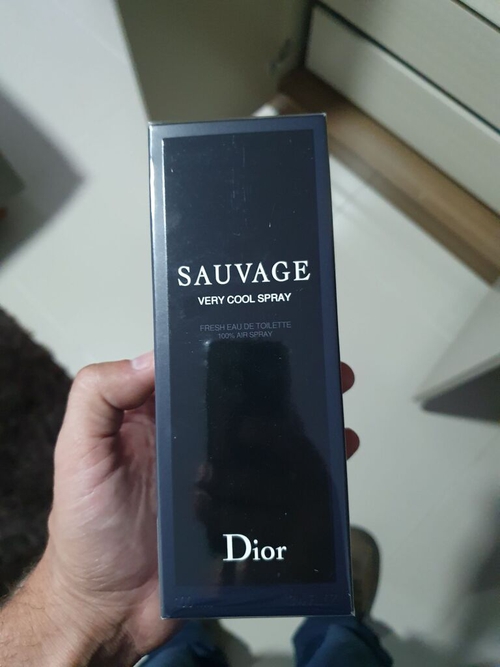 SAUVAGE
VERY COOL SPRAY
FRESH EAU DE TOILETTE
100% AIR SPRAY
Dior